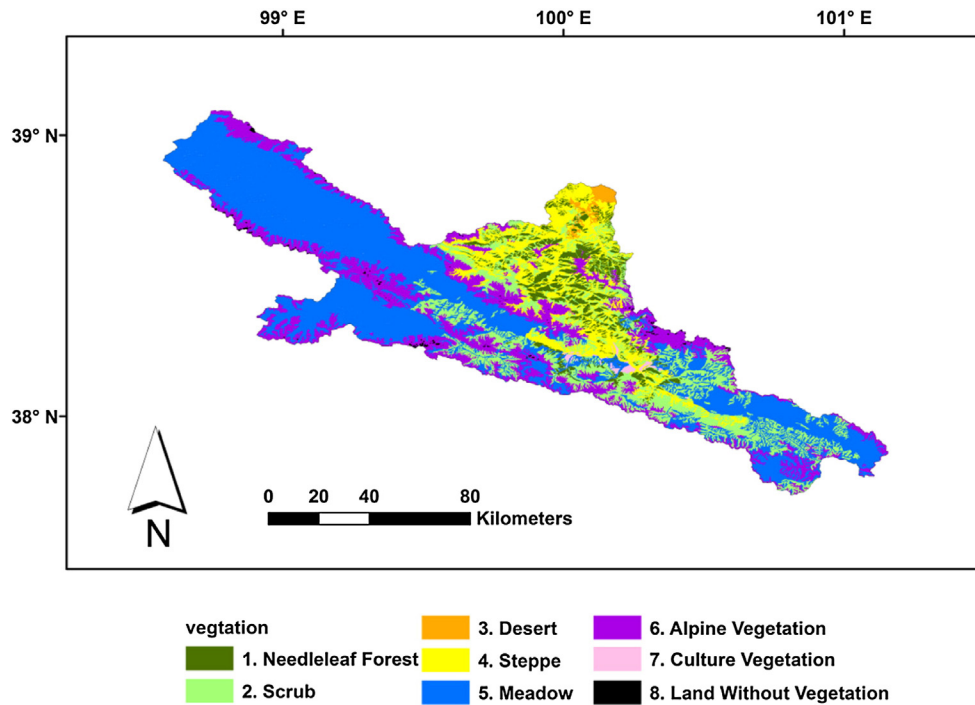 99° E 100° E 101° E
39° N
38° N
N
0 20 40 80
Kilometers
vegtation
1. Needleleaf Forest
2. Scrub
3. Desert
4. Steppe
5. Meadow
6. Alpine Vegetation
7. Culture Vegetation
8. Land Without Vegetation